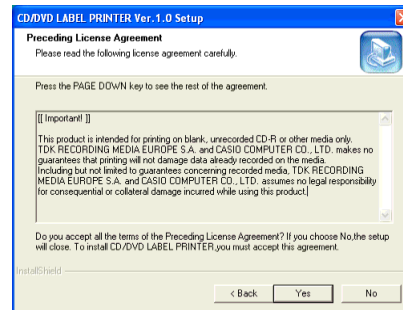 CD/DVD LABEL PRINTER Ver.1.0 Setup
Preceding License Agreement
Please read the following license agreement carefully.
Press the PAGE DOWN key to see the rest of the agreement.
[[ Important! ]]
This product is intended for printing on blank, unrecorded CD-R or other media only.
TDK RECORDING MEDIA EUROPE S.A. and CASIO COMPUTER CO., LTD. makes no
guarantees that printing will not damage data already recorded on the media.
Including but not limited to guarantees concerning recorded media, TDK RECORDING
MEDIA EUROPE S.A. and CASIO COMPUTER CO., LTD. assumes no legal responsibility
for consequential or collateral damage incurred while using this product.
Do you accept all the terms of the Preceding License Agreement? If you choose No,the setup
will close. To install CD/DVD LABEL PRINTER,you must accept this agreement.
InstallShield
< Back Yes No